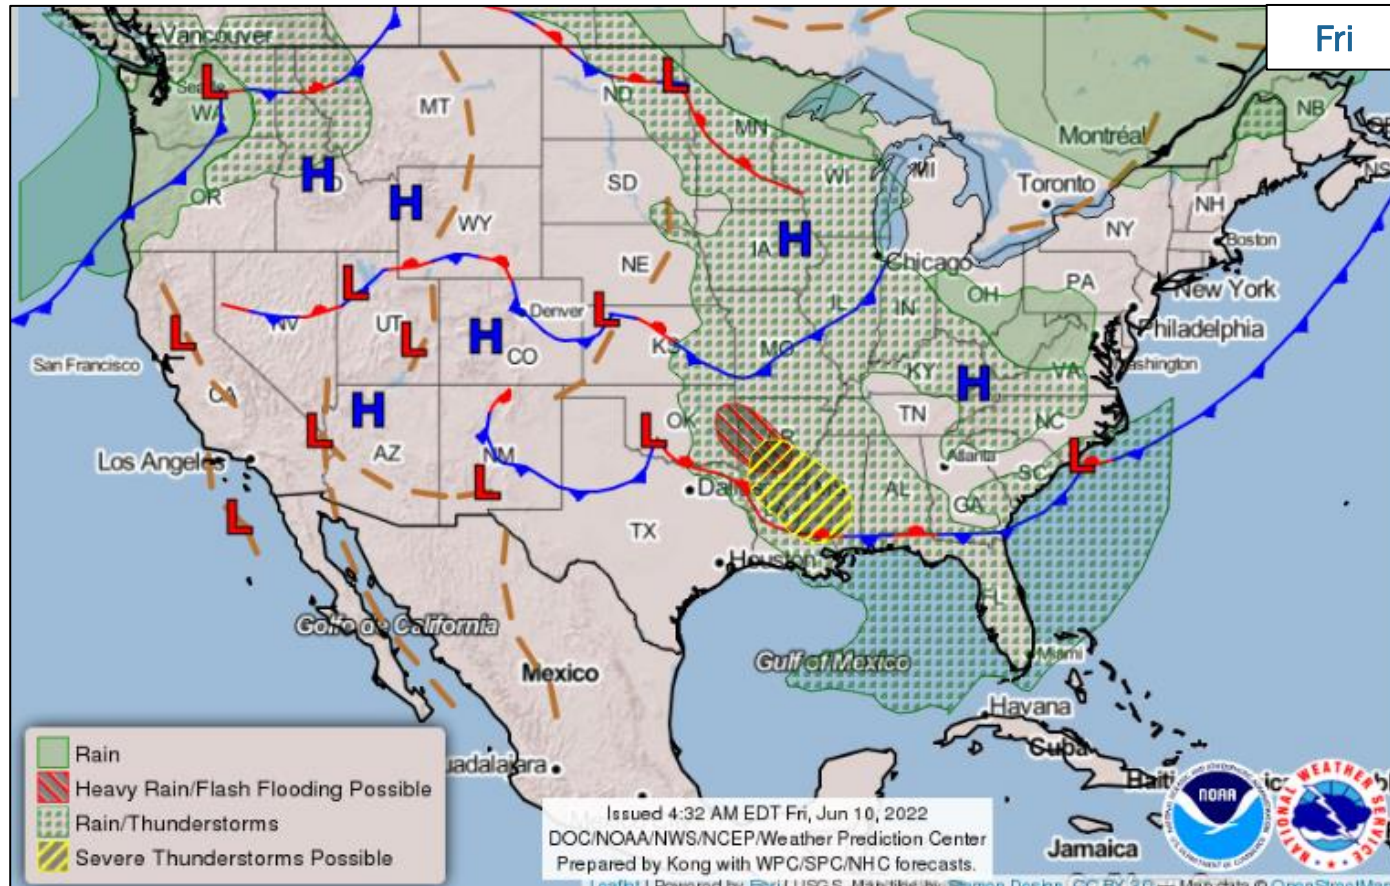 Fri
Vancouver
Seattle
WA
MT
ND
MN
Montréal
NB
NS
OR
ID
H
L
SD
WI
MI
Toronto
NH
WY
IA
NY
Boston
NE
Chicago
PA
New York
NV
UT
Denver
CO
IL
IN
OH
Philadelphia
San Francisco
KS
MO
KY
VA
Washington
CA
OK
TN
NC
Los Angeles
AZ
NM
Atlanta
SC
Dallas
AL
GA
TX
Houston
FL
Golfo de California
Gulf of Mexico
Miami
Mexico
Havana
Cuba
Haiti
Jamaica
uadalajara
Rain
Heavy Rain/Flash Flooding Possible
Rain/Thunderstorms
Severe Thunderstorms Possible
Issued 4:32 AM EDT Fri, Jun 10, 2022
DOC/NOAA/NWS/NCEP/Weather Prediction Center
Prepared by Kong with WPC/SPC/NHC forecasts.
NOAA
NATIONAL WEATHER SERVICE